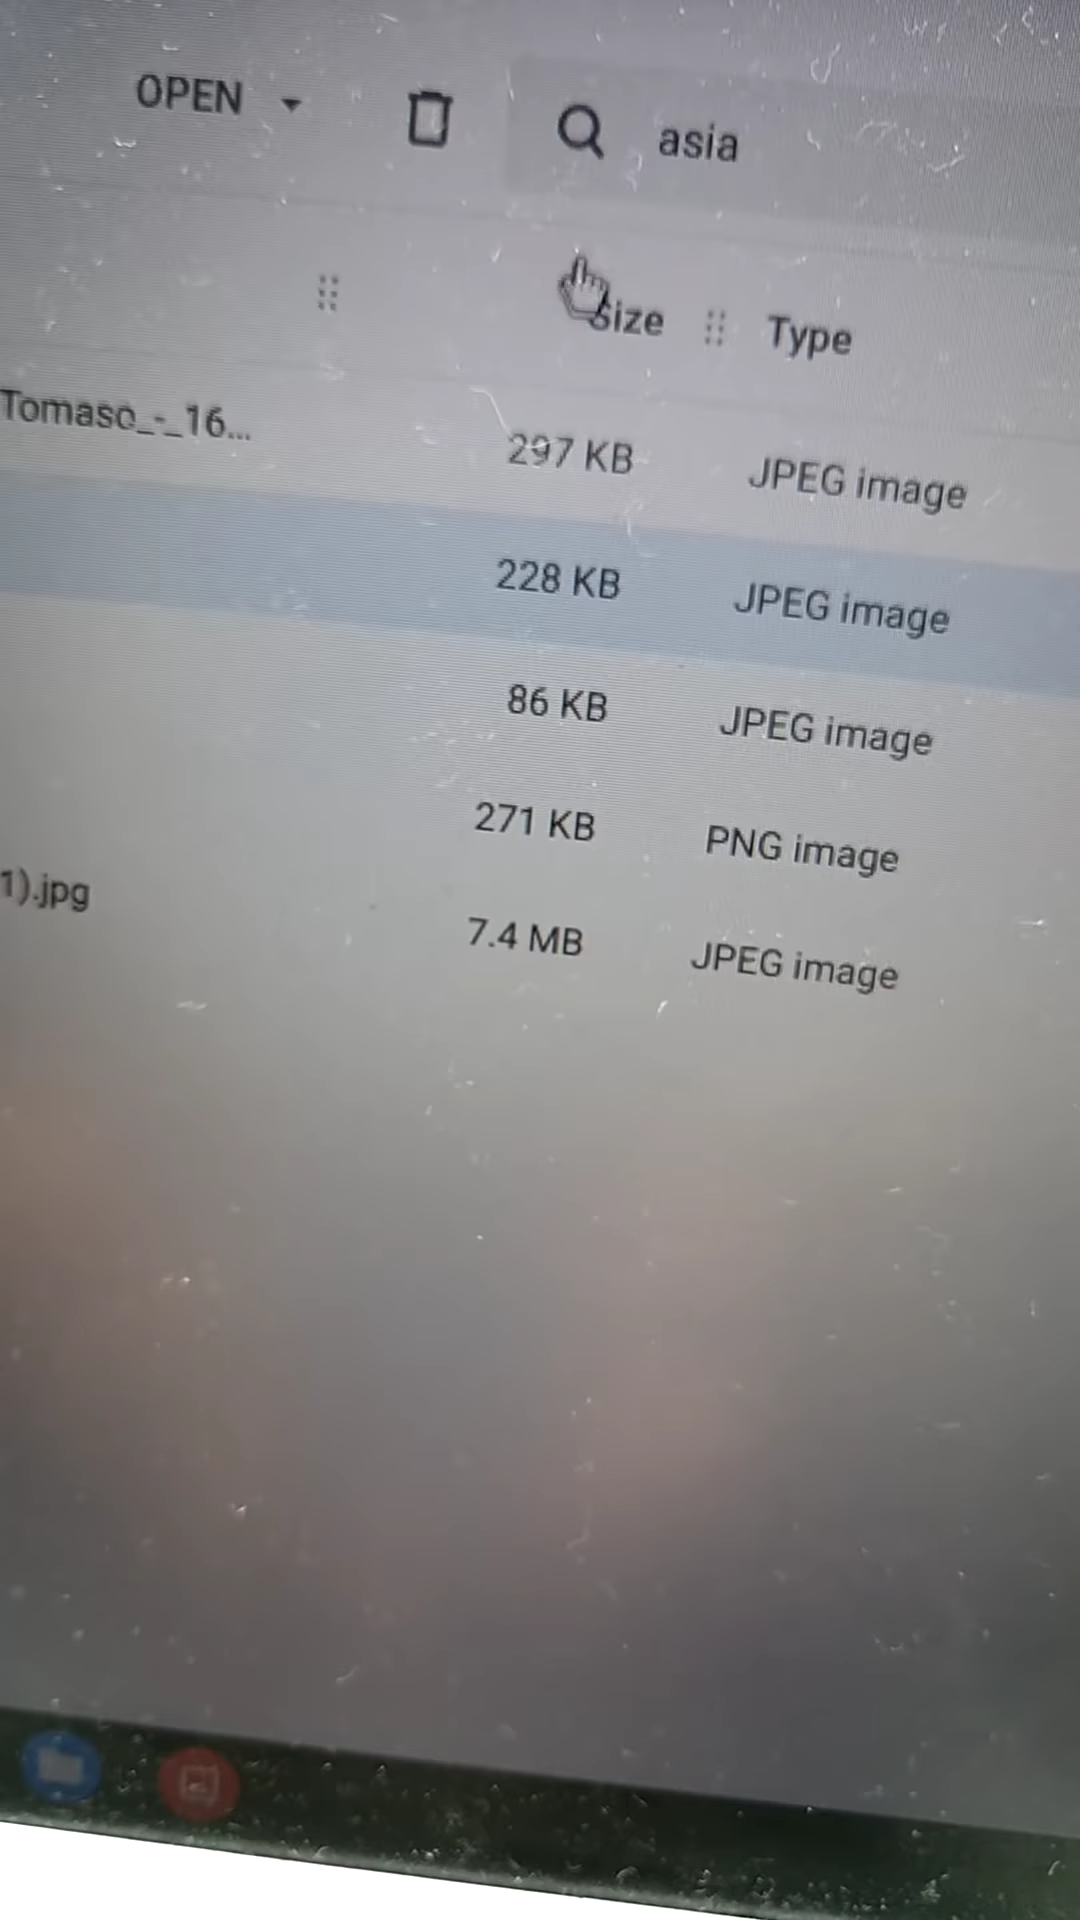 OPEN
asia
Size Type
Tomaso_-_16... 297 KB JPEG image
228 KB JPEG image
86 KB JPEG image
271 KB PNG image
1).jpg 7.4 MB JPEG image